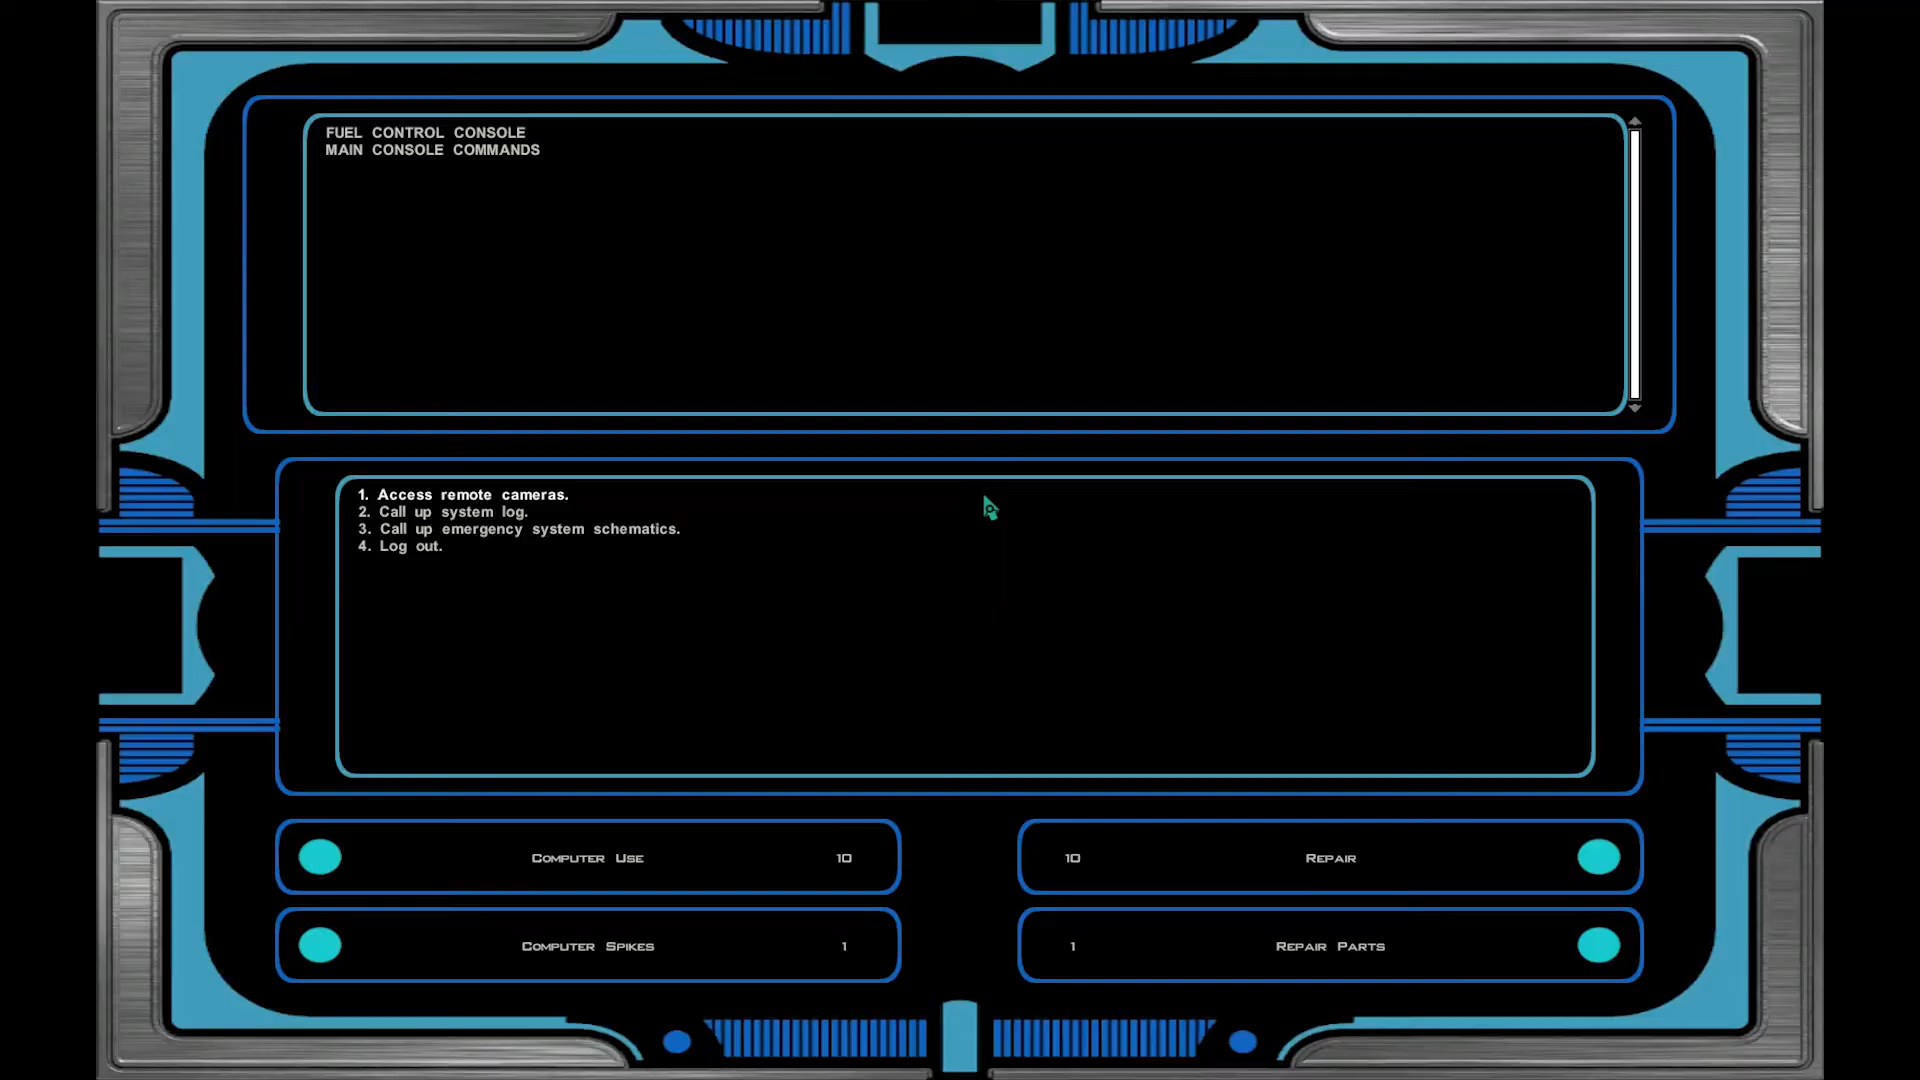 FUEL CONTROL CONSOLE
MAIN CONSOLE COMMANDS
1. Access remote cameras.
2. Call up system log.
3. Call up emergency system schematics.
4. Log out.
Computer Use 10
10 Repair
Computer Spikes 1
1 Repair Parts